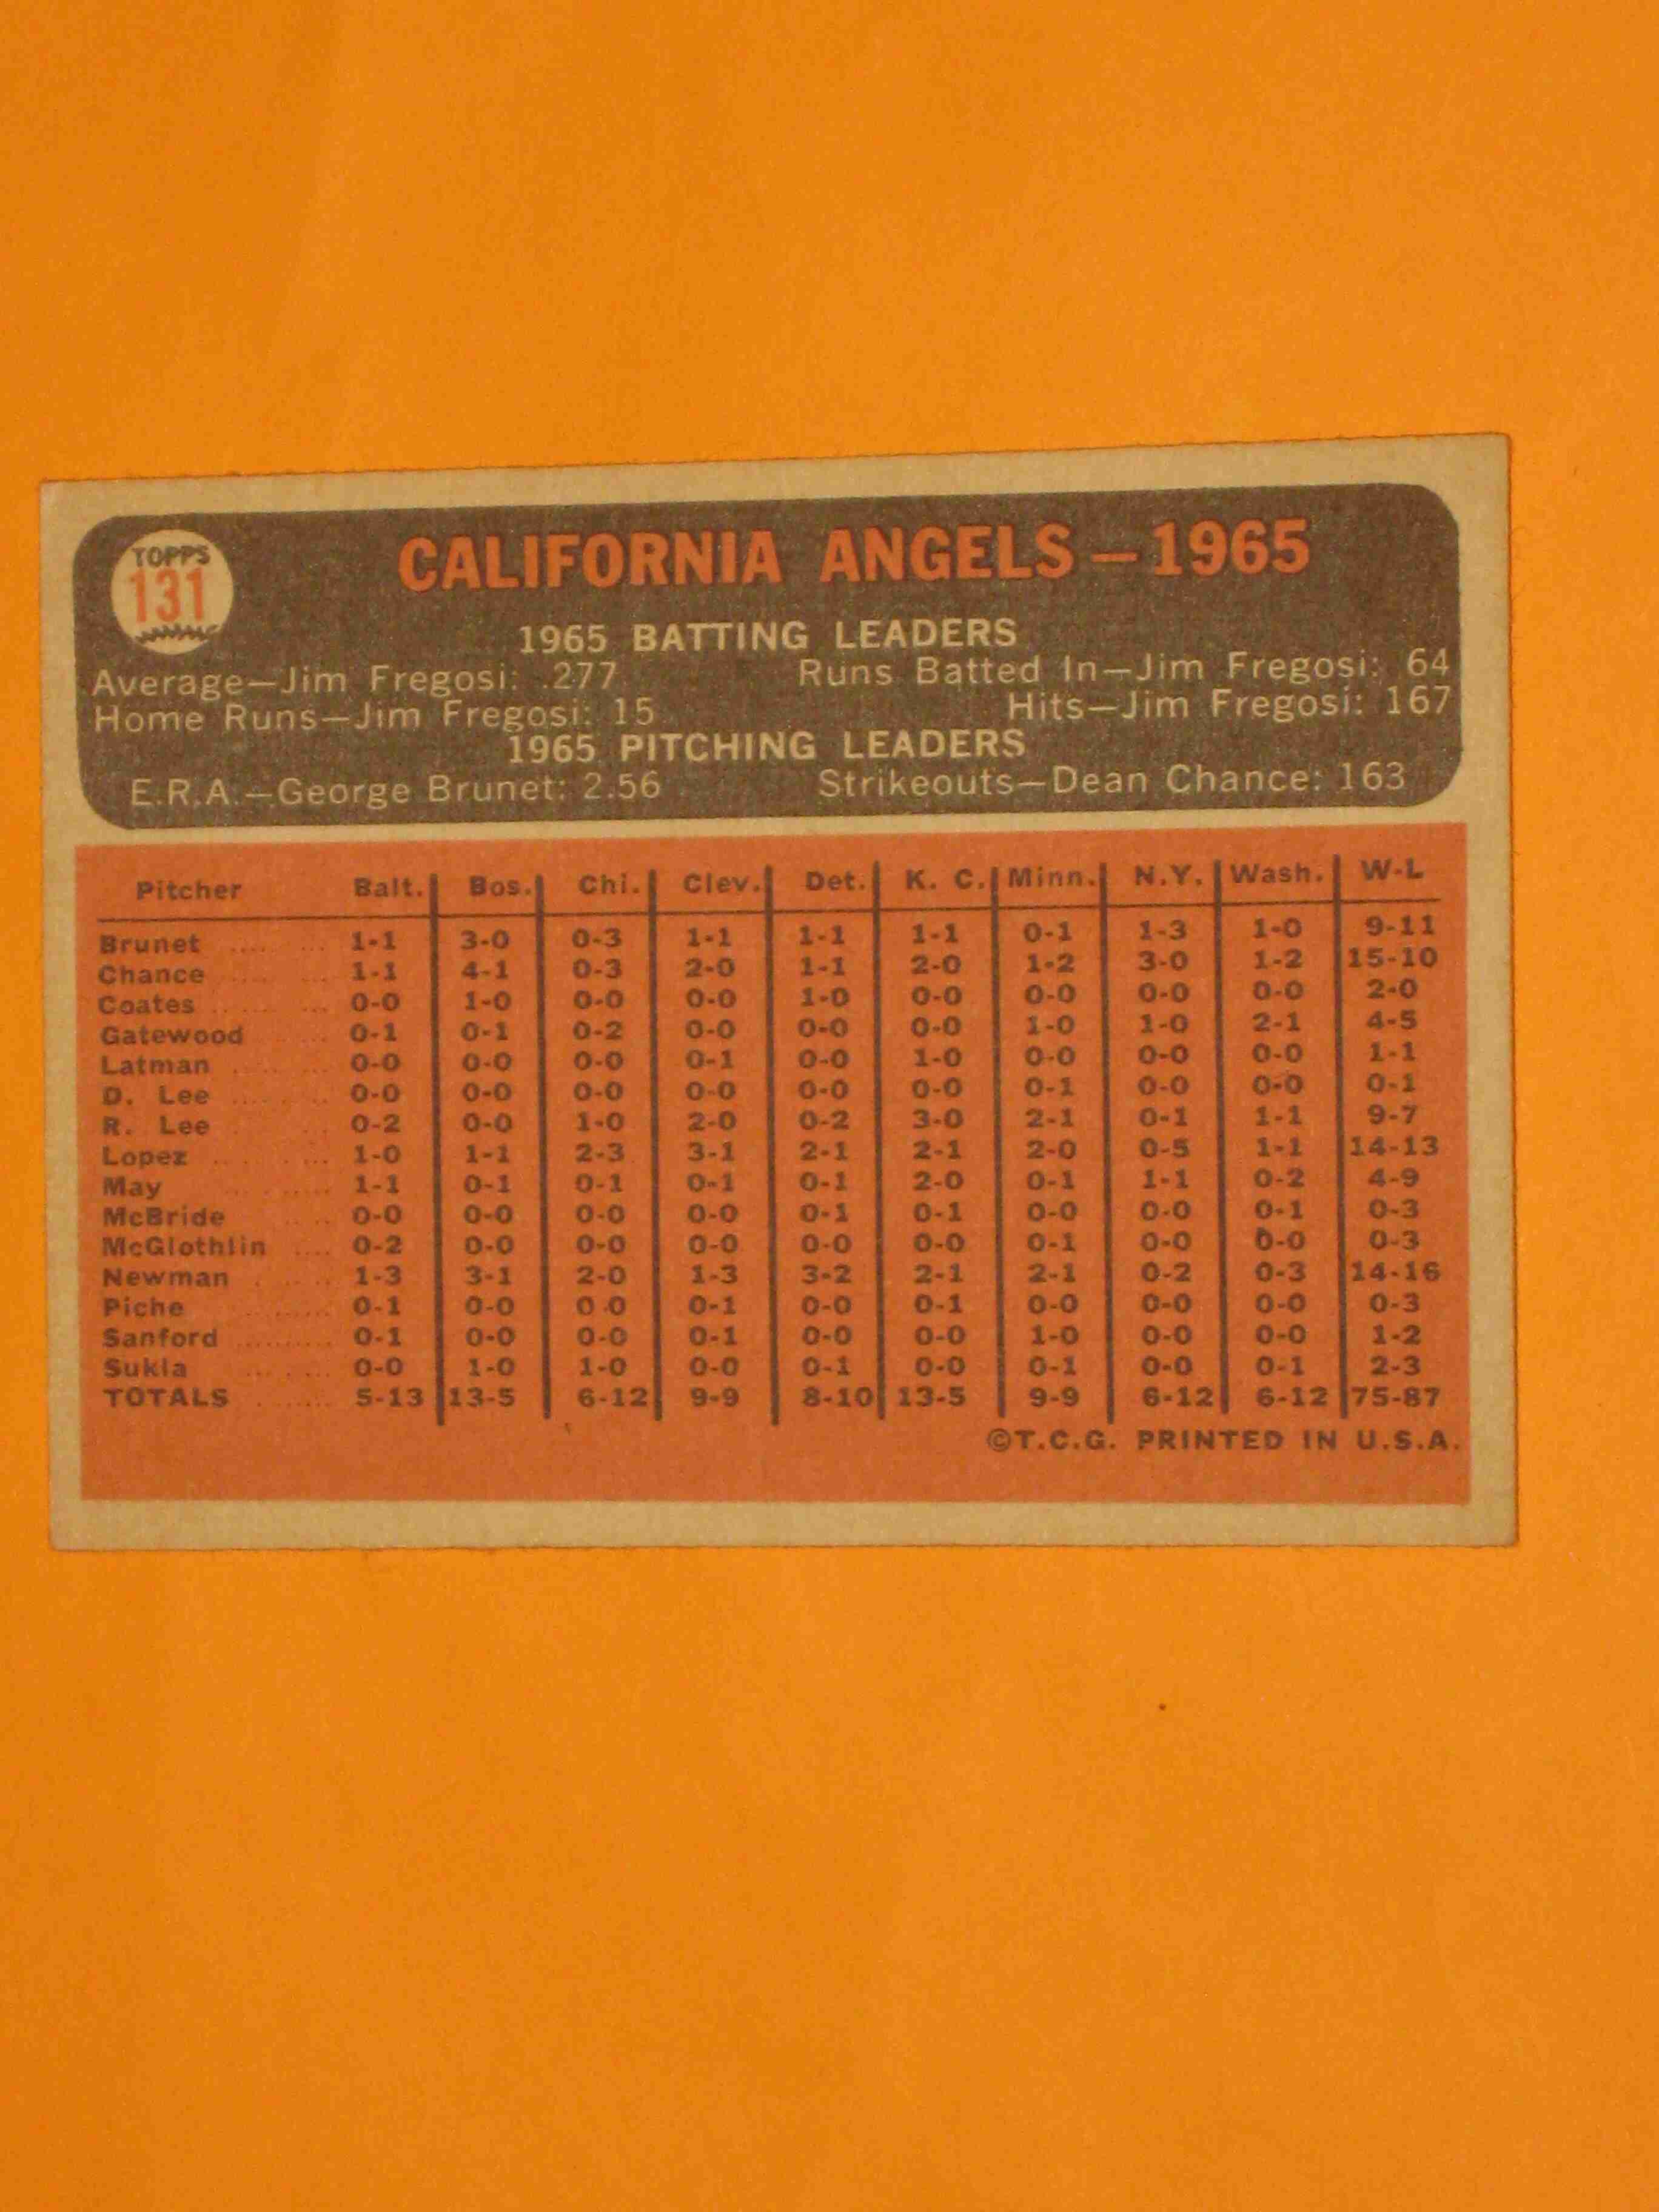 TOPPS
131
CALIFORNIA ANGELS—1965
1965 BATTING LEADERS
Average—Jim Fregosi: .277 Runs Batted In—Jim Fregosi: 64
Home Runs—Jim Fregosi: 15 Hits—Jim Fregosi: 167
1965 PITCHING LEADERS
E.R.A.—George Brunet: 2.56 Strikeouts—Dean Chance: 163
Pitcher Balt. Bos. Chi. Clev. Det. K. C. Minn. N.Y. Wash. W-L
Brunet .... ... 1-1 3-0 0-3 1-1 1-1 1-1 0-1 1-3 1-0 9-11
Chance .... ... 1-1 4-1 0-3 2-0 1-1 2-0 1-2 3-0 1-2 15-10
Coates .... ... 0-0 1-0 0-0 0-0 1-0 0-0 0-0 0-0 0-0 2-0
Gatewood ... 0-1 0-1 0-2 0-0 0-0 0-0 1-0 1-0 2-1 4-5
Latman .... ... 0-0 0-0 0-0 0-1 0-0 1-0 0-0 0-0 0-0 1-1
D. Lee .... ... 0-0 0-0 0-0 0-0 0-0 0-0 0-1 0-0 0-0 0-1
R. Lee .... ... 0-2 0-0 1-0 2-0 0-2 3-0 2-1 0-1 1-1 9-7
Lopez .... ... 1-0 1-1 2-3 3-1 2-1 2-1 2-0 0-5 1-1 14-13
May .... ..... 1-1 0-1 0-1 0-1 0-1 2-0 0-1 1-1 0-2 4-9
McBride .... 0-0 0-0 0-0 0-0 0-1 0-1 0-0 0-0 0-1 0-3
McGlothlin .... 0-2 0-0 0-0 0-0 0-0 0-0 0-1 0-0 0-0 0-3
Newman .... 1-3 3-1 2-0 1-3 3-2 2-1 2-1 0-2 0-3 14-16
Piche ........ 0-1 0-0 0-0 0-1 0-0 0-1 0-0 0-0 0-0 0-3
Sanford .......... 0-1 0-0 0-0 0-1 0-0 0-0 1-0 0-0 0-0 1-2
Sukla ........ 0-0 1-0 1-0 0-0 0-1 0-0 0-1 0-0 0-1 2-3
TOTALS ........ 5-13 13-5 6-12 9-9 8-10 13-5 9-9 6-12 6-12 75-87
©T.C.G. PRINTED IN U.S.A.